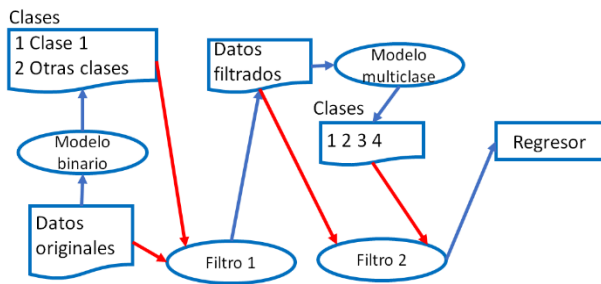 Clases
1 Clase 1
2 Otras clases
Modelo
binario
Datos
originales
Filtro 1
Datos
filtrados
Modelo
multiclase
Clases
1 2 3 4
Filtro 2
Regresor